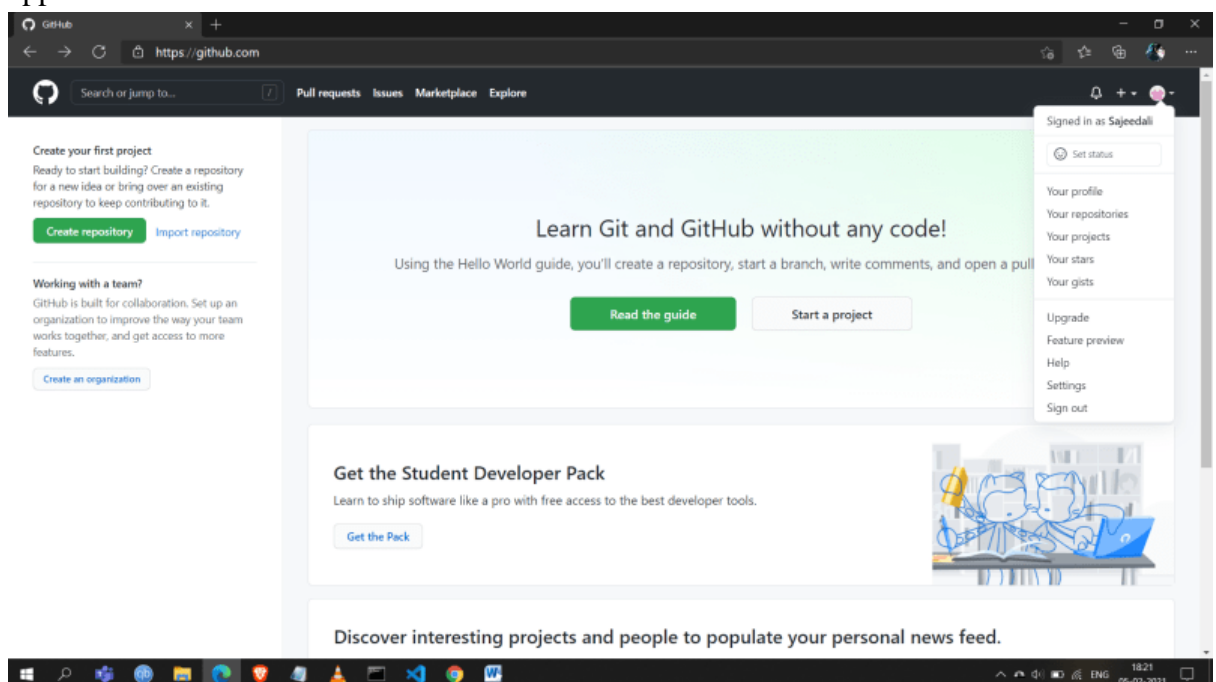 GitHub
https://github.com
Search or jump to...
/
Pull requests Issues Marketplace Explore
Signed in as Sajeedali
Set status
Your profile
Your repositories
Your projects
Your stars
Your gists
Upgrade
Feature preview
Help
Settings
Sign out
Create your first project
Ready to start building? Create a repository
for a new idea or bring over an existing
repository to keep contributing to it.
Create repository Import repository
Working with a team?
GitHub is built for collaboration. Set up an
organization to improve the way your team
works together, and get access to more
features.
Create an organization
Learn Git and GitHub without any code!
Using the Hello World guide, you'll create a repository, start a branch, write comments, and open a pull
Read the guide Start a project
Get the Student Developer Pack
Learn to ship software like a pro with free access to the best developer tools.
Get the Pack
Discover interesting projects and people to populate your personal news feed.
ENG
18:21